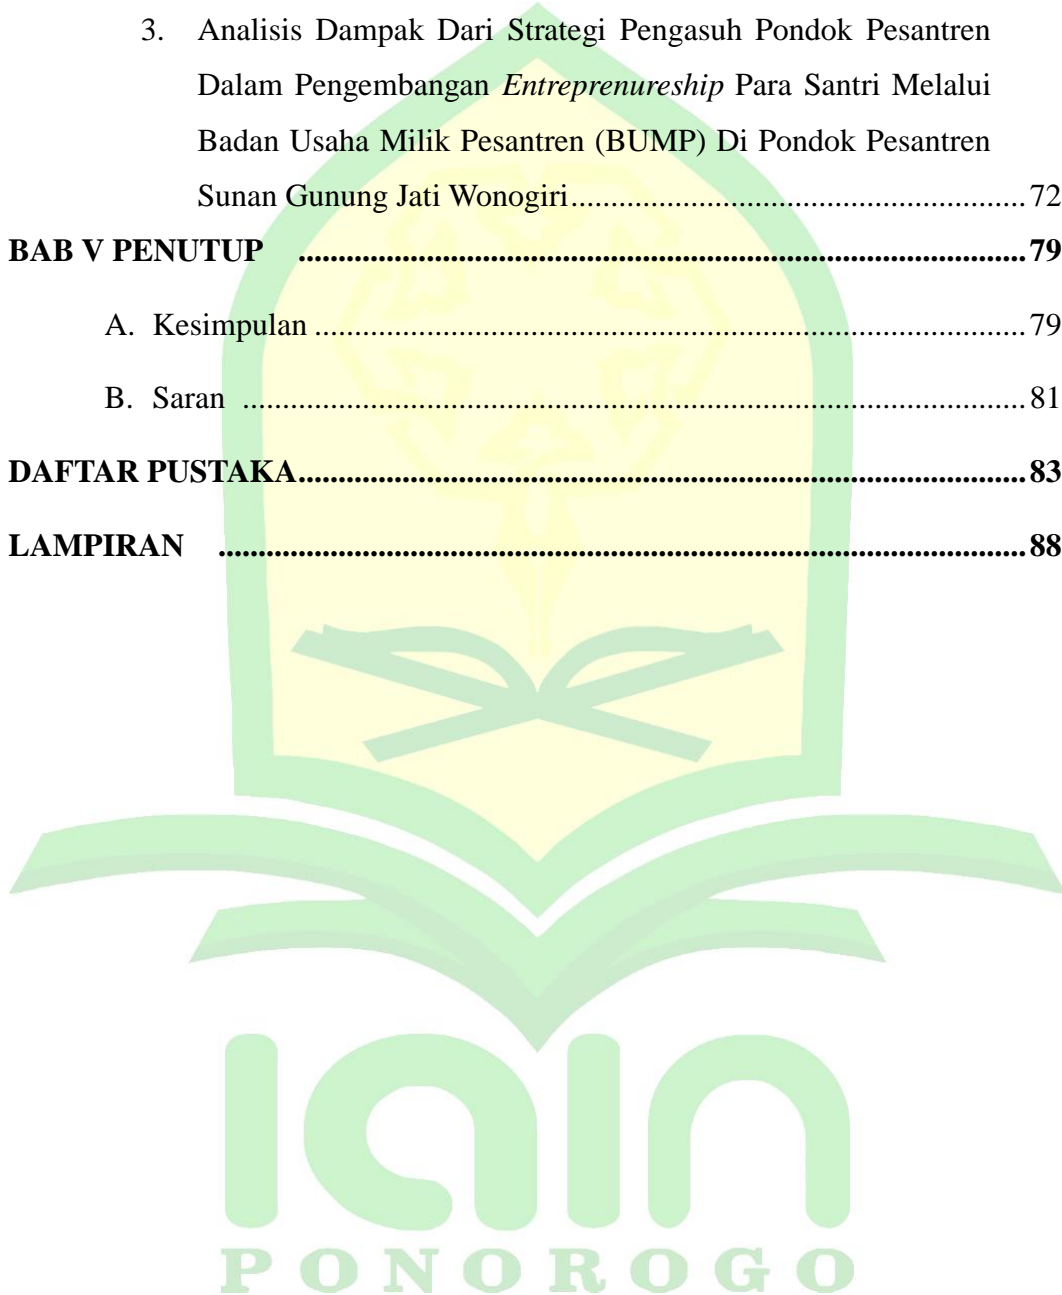 3. Analisis Dampak Dari Strategi Pengasuh Pondok Pesantren
Dalam Pengembangan Entreprenureship Para Santri Melalui
Badan Usaha Milik Pesantren (BUMP) Di Pondok Pesantren
Sunan Gunung Jati Wonogiri..........................................................72
BAB V PENUTUP ............................................................................................79
A. Kesimpulan ..........................................................................................79
B. Saran ....................................................................................................81
DAFTAR PUSTAKA............................................................................................83
LAMPIRAN .......................................................................................................88
iain
PONOROGO